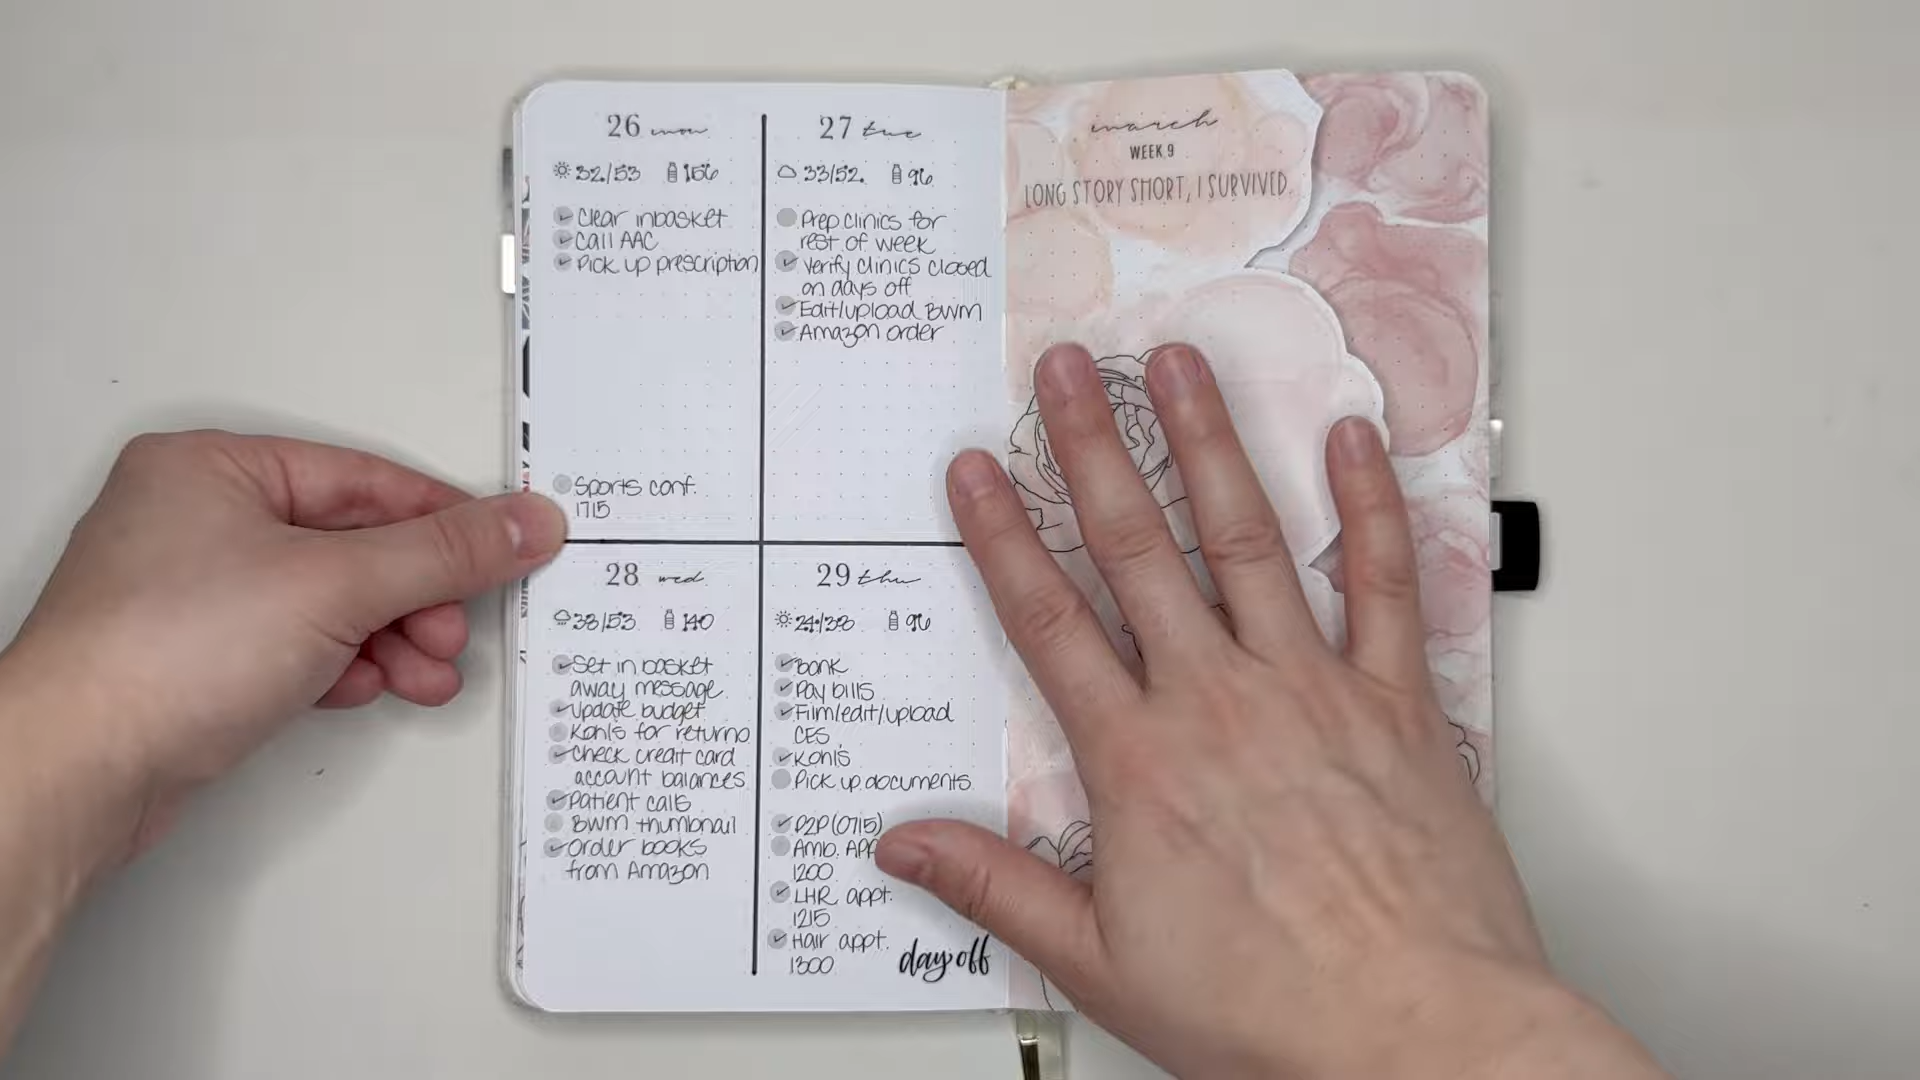 26 mon
32/53 156
Clear inbasket
Call AAC
Pick up prescription
Sports conf.
1715
27 tue
33/52 96
Prep clinics for
rest of week
Verify clinics closed
on days off
Edit/upload BWM
Amazon order
28 wed
33/53 140
Set in basket
away message
Update budget
Kohls for returno
Check credit card
account balances
Patient calls
BWM thumbnail
Order books
from Amazon
29 thu
24/38 96
Bank
Pay bills
Film/edit/upload
CES
Kohls
Pick up documents
P2P (0715)
Amb. APP
1200
LHR appt.
1215
Hair appt.
1300
day off
march
WEEK 9
LONG STORY SHORT, I SURVIVED.